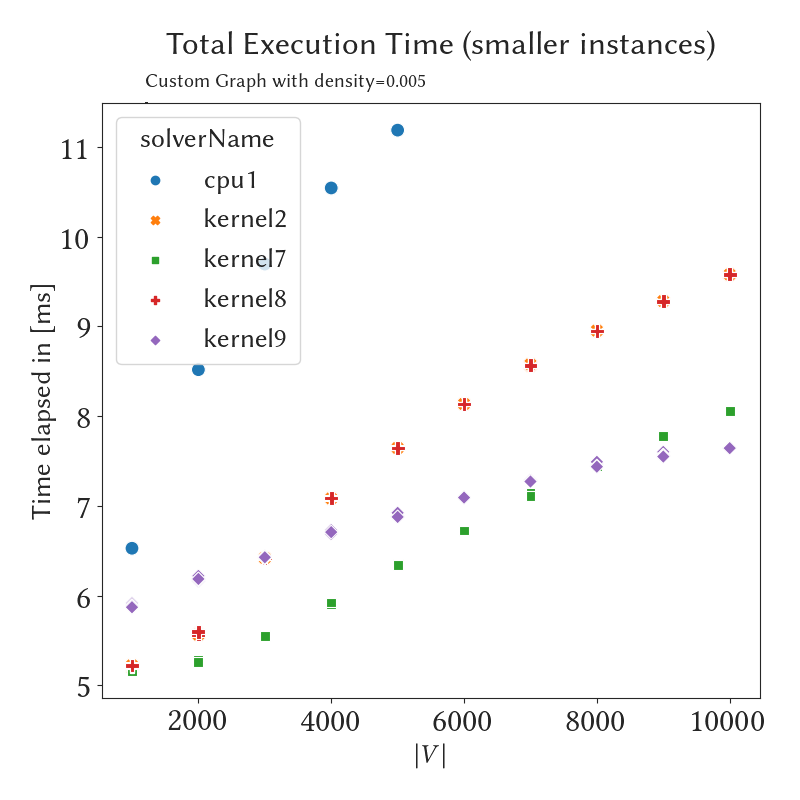 Total Execution Time (smaller instances)
Custom Graph with density=0.005
solverName
cpu1
kernel2
kernel7
kernel8
kernel9
Time elapsed in [ms]
11
10
9
8
7
6
5
2000 4000 6000 8000 10000
|V|